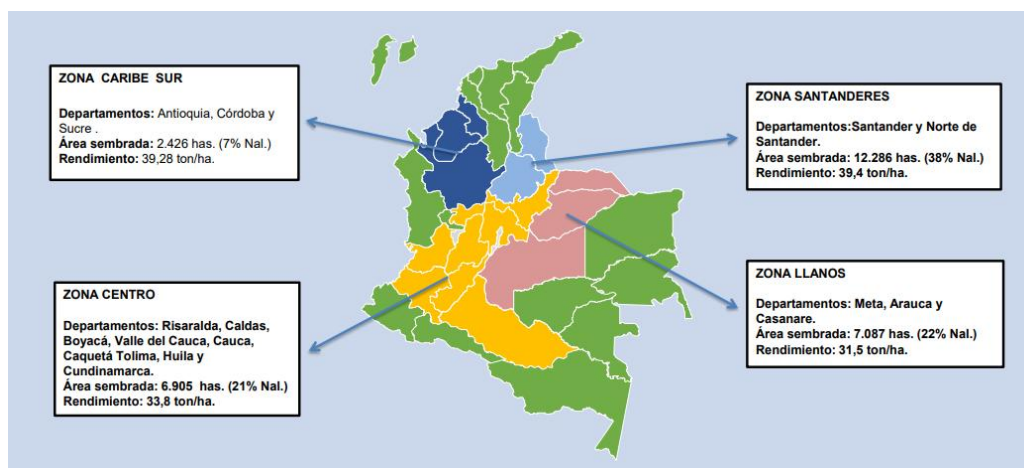 ZONA CARIBE SUR
Departamentos: Antioquia, Córdoba y
Sucre .
Área sembrada: 2.426 has. (7% Nal.)
Rendimiento: 39,28 ton/ha.
ZONA SANTANDERES
Departamentos:Santander y Norte de
Santander.
Área sembrada: 12.286 has. (38% Nal.)
Rendimiento: 39,4 ton/ha.
ZONA CENTRO
Departamentos: Risaralda, Caldas,
Boyacá, Valle del Cauca, Cauca,
Caquetá Tolima, Huila y
Cundinamarca.
Área sembrada: 6.905 has. (21% Nal.)
Rendimiento: 33,8 ton/ha.
ZONA LLANOS
Departamentos: Meta, Arauca y
Casanare.
Área sembrada: 7.087 has. (22% Nal.)
Rendimiento: 31,5 ton/ha.